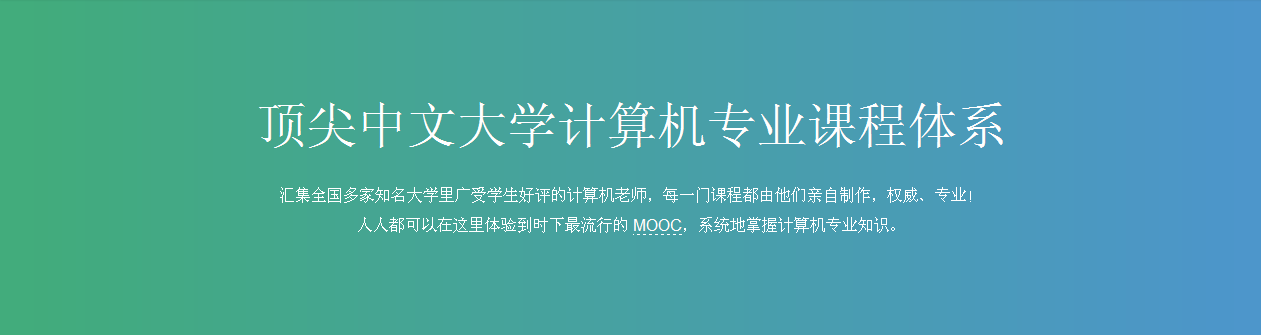 顶尖中文大学计算机专业课程体系
汇集全国多家知名大学里广受学生好评的计算机老师，每一门课程都由他们亲自制作，权威、专业！
人人都可以在这里体验到时下最流行的 MOOC，系统地掌握计算机专业知识。